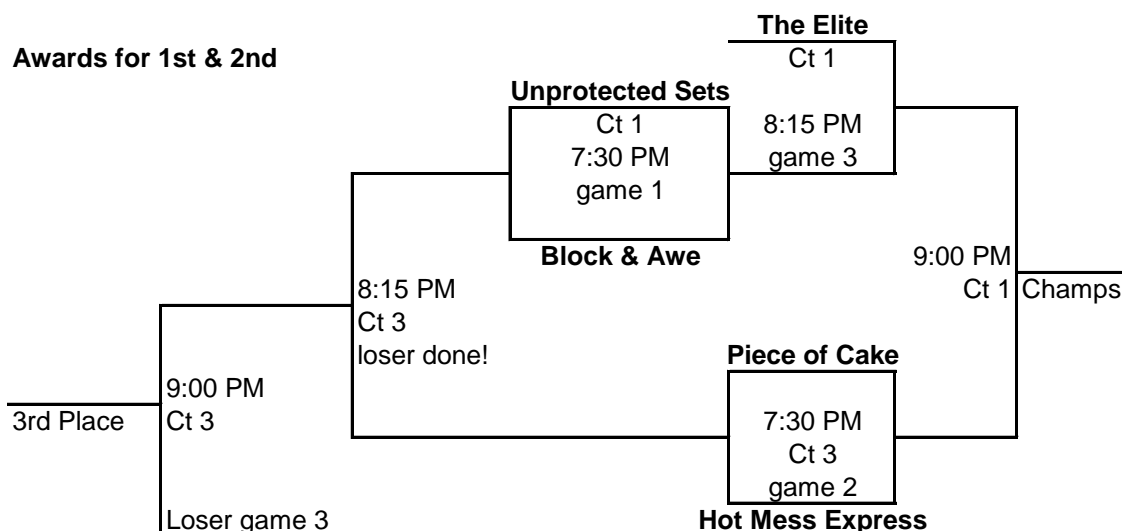 The Elite
Awards for 1st & 2nd
Ct 1
Unprotected Sets
Ct 1
7:30 PM
game 1
8:15 PM
game 3
Block & Awe
9:00 PM
Ct 1
Champs
8:15 PM
Ct 3
loser done!
Piece of Cake
7:30 PM
Ct 3
game 2
Hot Mess Express
9:00 PM
Ct 3
3rd Place
Loser game 3